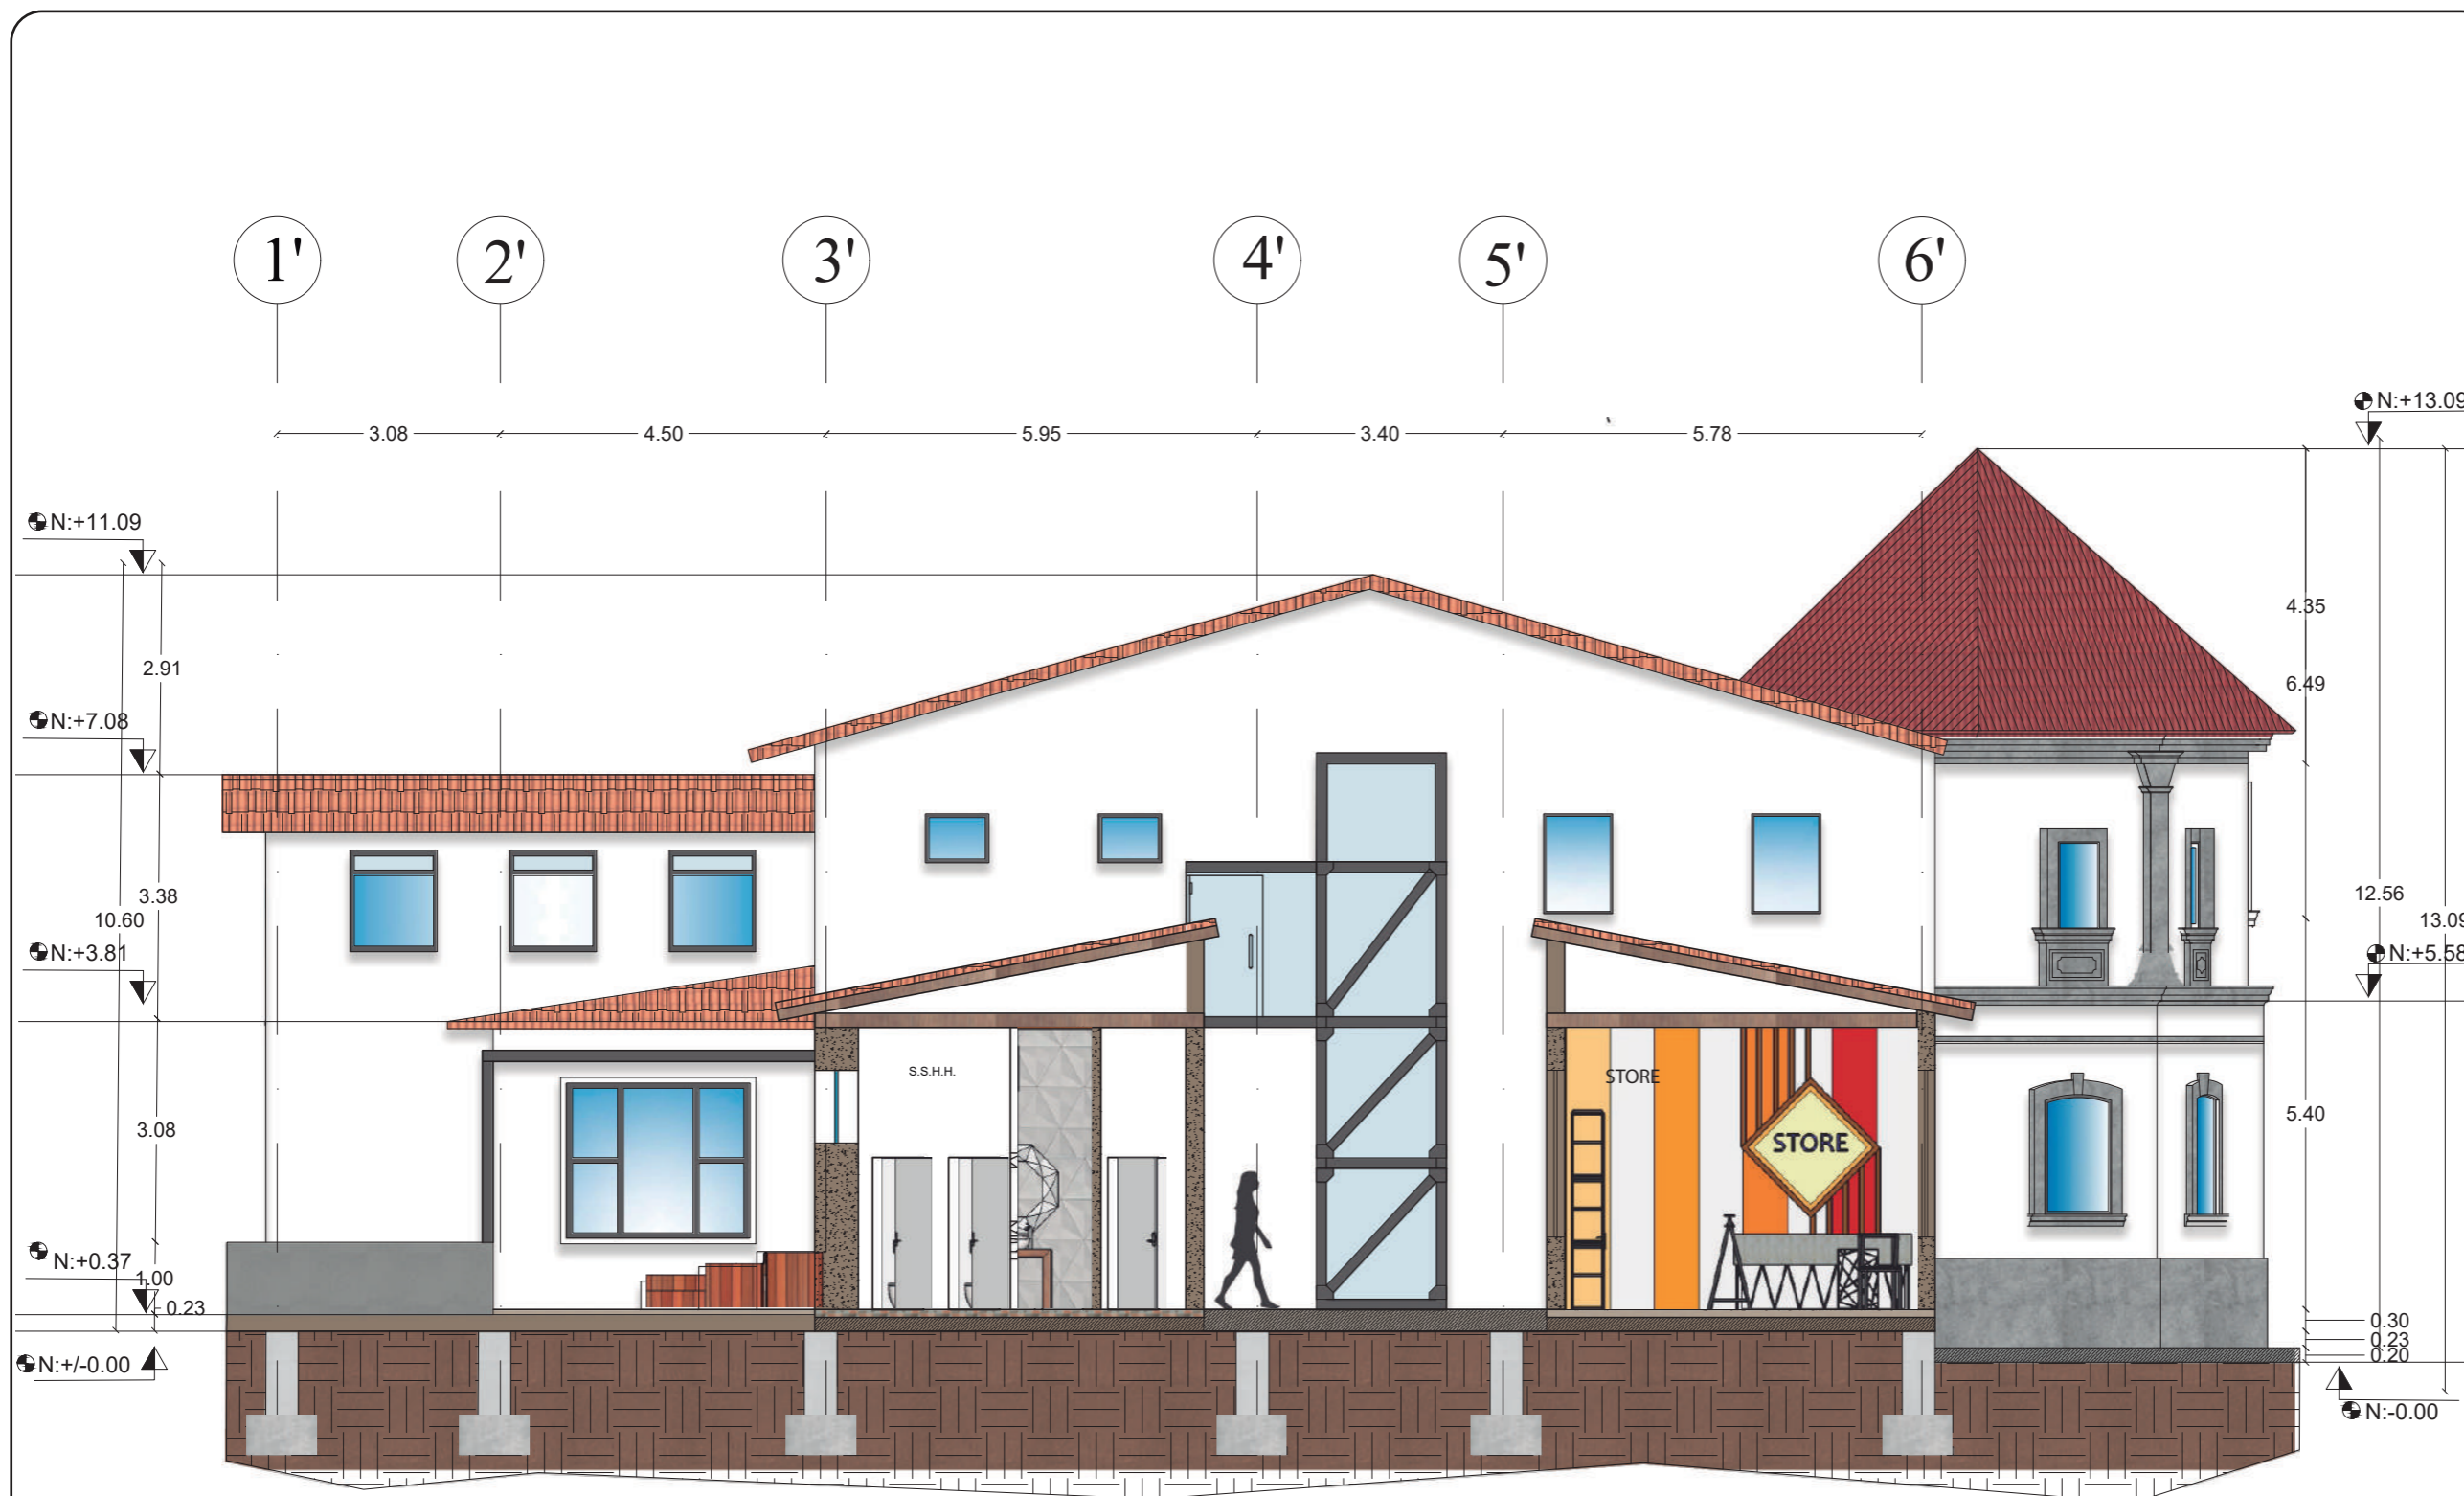 1' 2' 3' 4' 5' 6'
N:+13.09
3.08 4.50 5.95 3.40 5.78
N:+11.09
4.35
2.91
6.49
N:+7.08
3.38
12.56
10.60
13.09
N:+3.81
N:+5.58
S.S.H.H.
STORE
5.40
3.08
STORE
N:+0.37
1.00
0.23
0.30
0.23
0.20
N:+/-0.00
N:-0.00